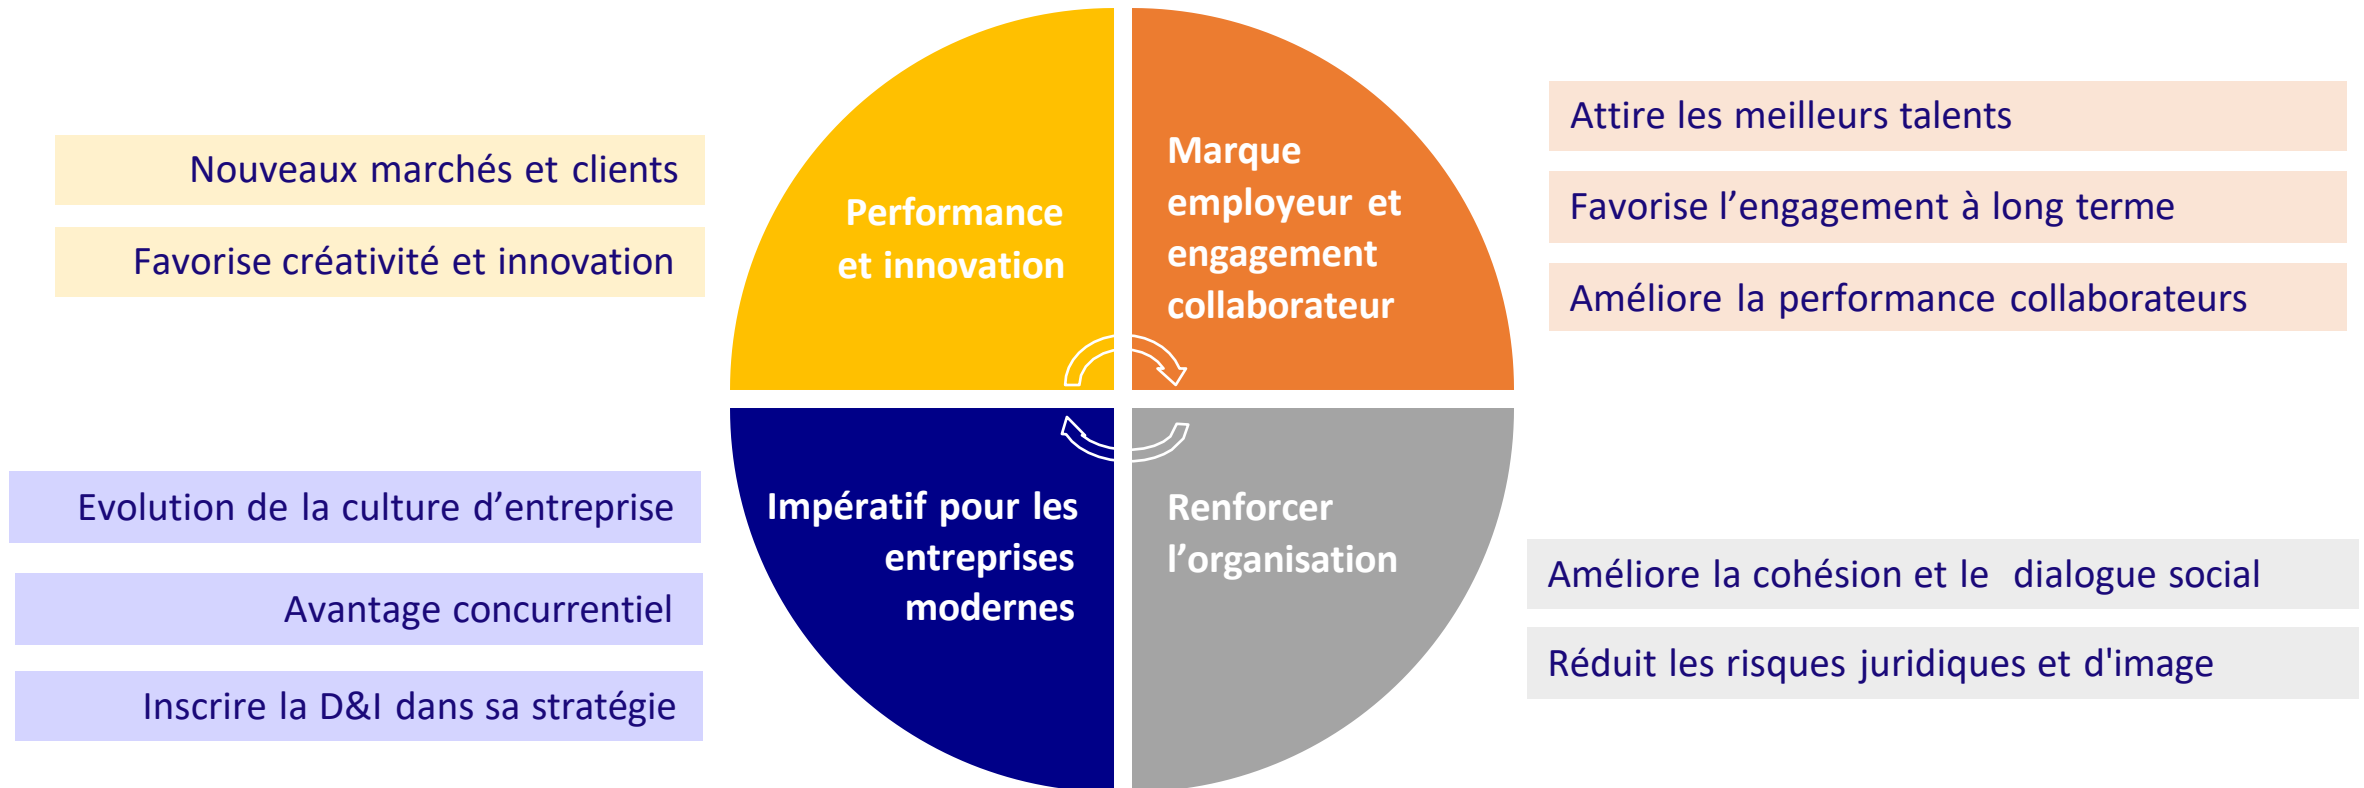 Nouveaux marchés et clients
Favorise créativité et innovation
Performance
et innovation
Marque
employeur et
engagement
collaborateur
Attire les meilleurs talents
Favorise l’engagement à long terme
Améliore la performance collaborateurs
Evolution de la culture d’entreprise
Avantage concurrentiel
Inscrire la D&I dans sa stratégie
Impératif pour les
entreprises
modernes
Renforcer
l’organisation
Améliore la cohésion et le dialogue social
Réduit les risques juridiques et d'image